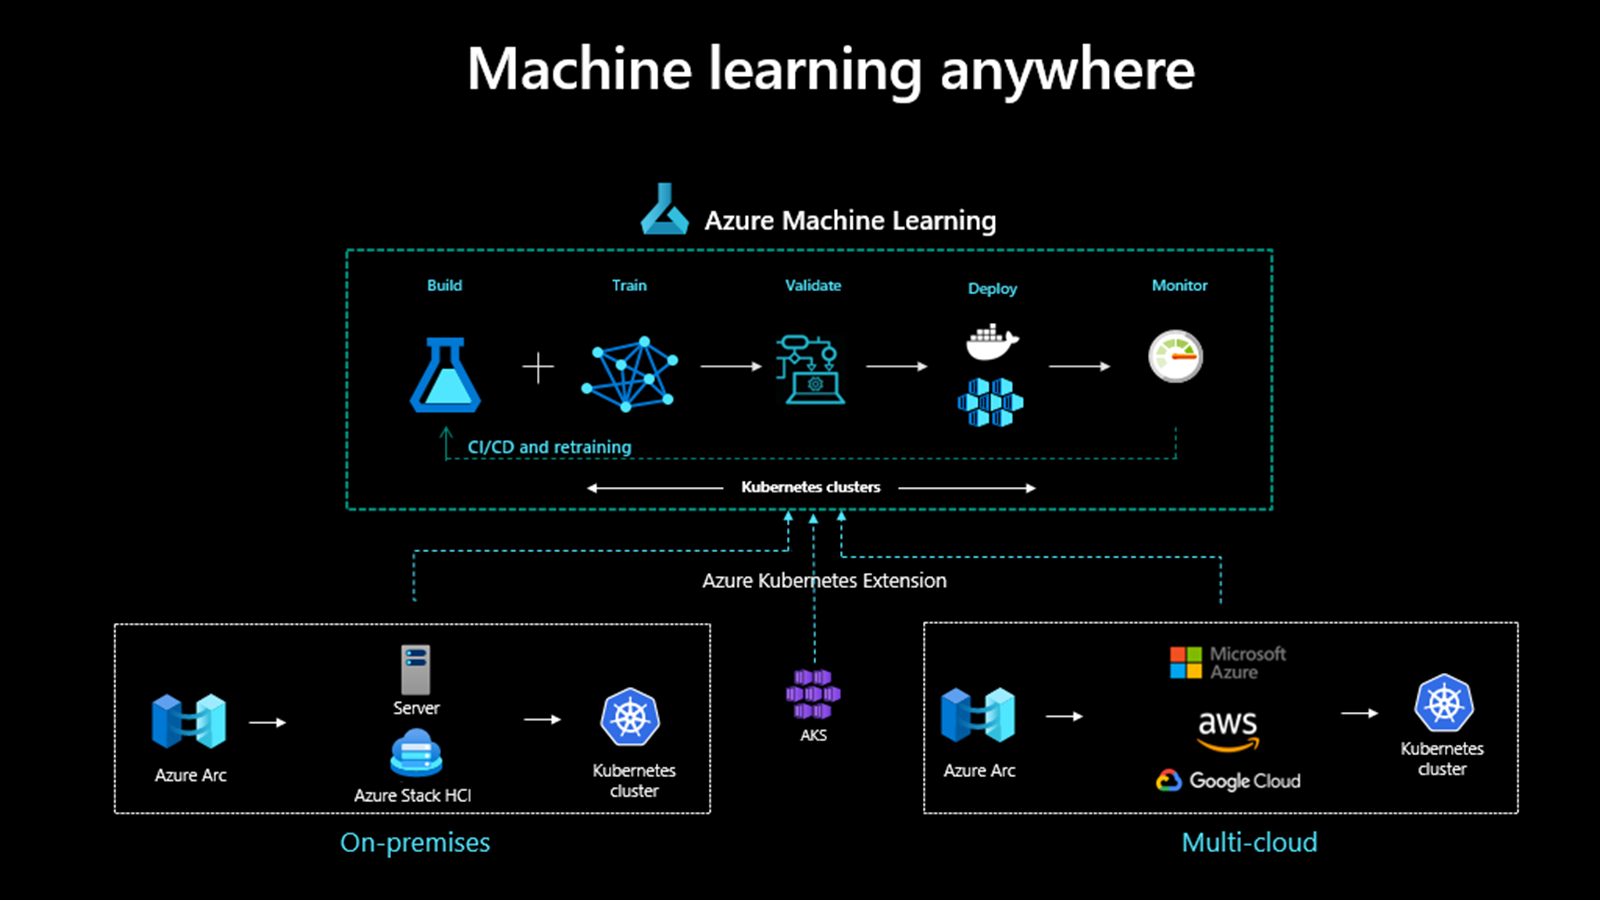 Machine learning anywhere
Azure Machine Learning
Build
Train
Validate
Deploy
Monitor
CI/CD and retraining
Kubernetes clusters
Azure Kubernetes Extension
Server
Azure Stack HCI
Azure Arc
Kubernetes
cluster
On-premises
AKS
Microsoft
Azure
aws
Google Cloud
Azure Arc
Kubernetes
cluster
Multi-cloud